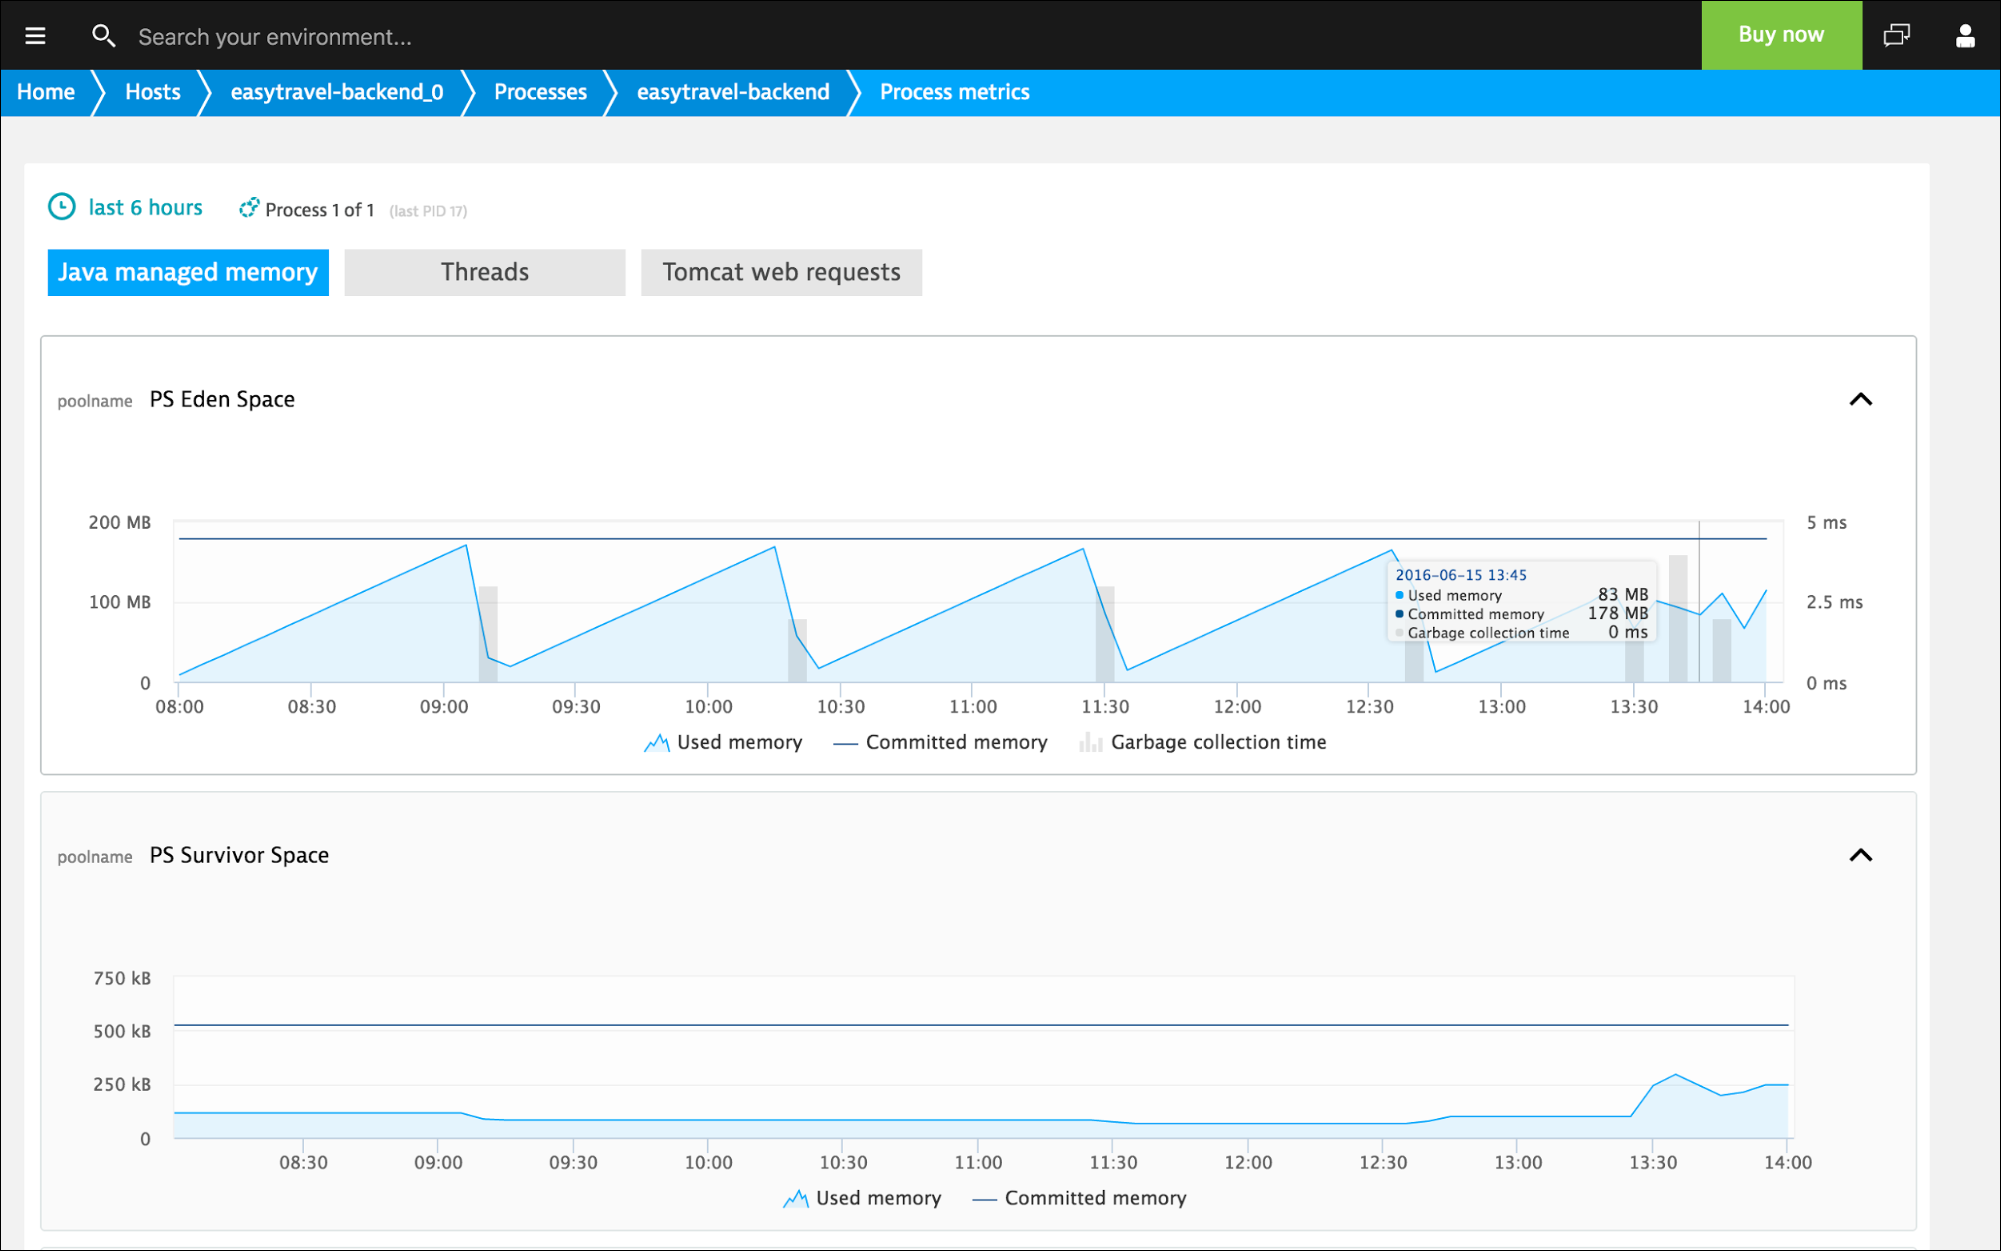 Search your environment...
Buy now
Home Hosts easytravel-backend_0 Processes easytravel-backend Process metrics
last 6 hours Process 1 of 1 (last PID 17)
Java managed memory Threads Tomcat web requests
poolname PS Eden Space
200 MB 5 ms
100 MB 2.5 ms
0 0 ms
2016-06-15 13:45
Used memory 83 MB
Committed memory 178 MB
Garbage collection time 0 ms
08:00 08:30 09:00 09:30 10:00 10:30 11:00 11:30 12:00 12:30 13:00 13:30 14:00
Used memory Committed memory Garbage collection time
poolname PS Survivor Space
750 kB
500 kB
250 kB
0
08:30 09:00 09:30 10:00 10:30 11:00 11:30 12:00 12:30 13:00 13:30 14:00
Used memory Committed memory